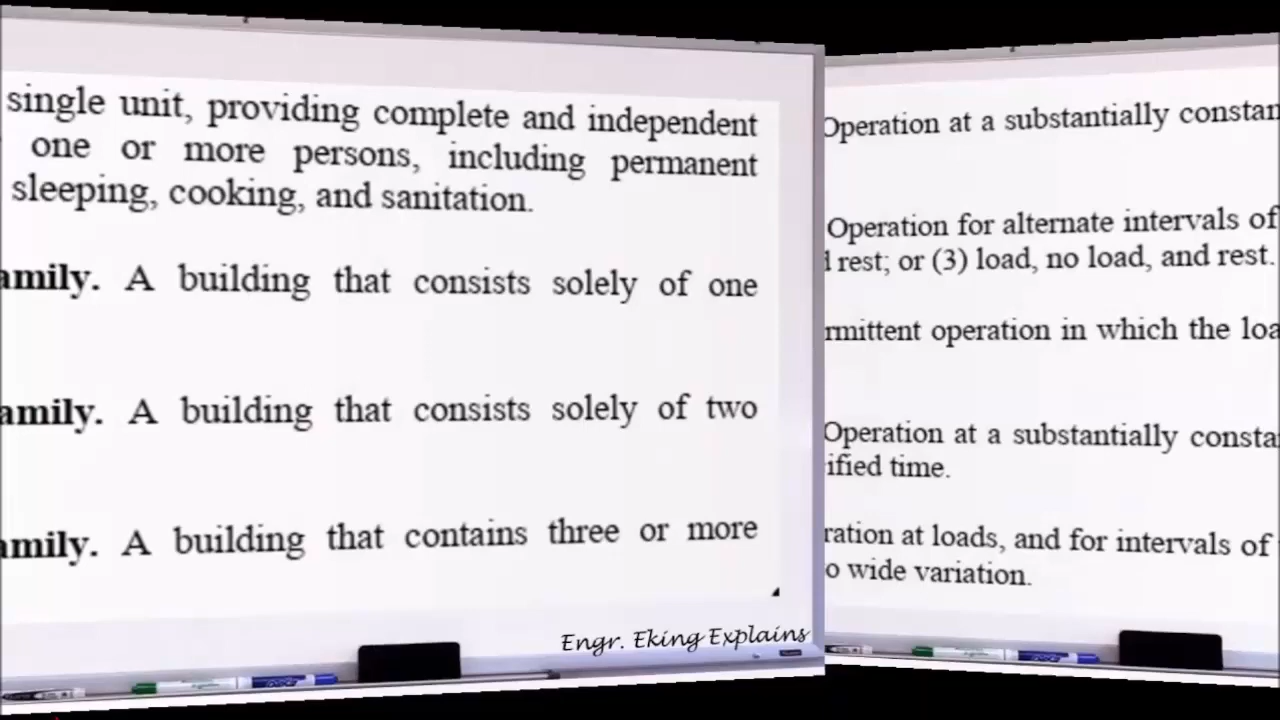 single unit, providing complete and independent
one or more persons, including permanent
sleeping, cooking, and sanitation.
amily. A building that consists solely of one
amily. A building that consists solely of two
amily. A building that contains three or more
Engr. Eking Explains
Operation at a substantially constan
Operation for alternate intervals of
rest; or (3) load, no load, and rest.
rmittent operation in which the loa
Operation at a substantially consta
ified time.
ration at loads, and for intervals of
o wide variation.